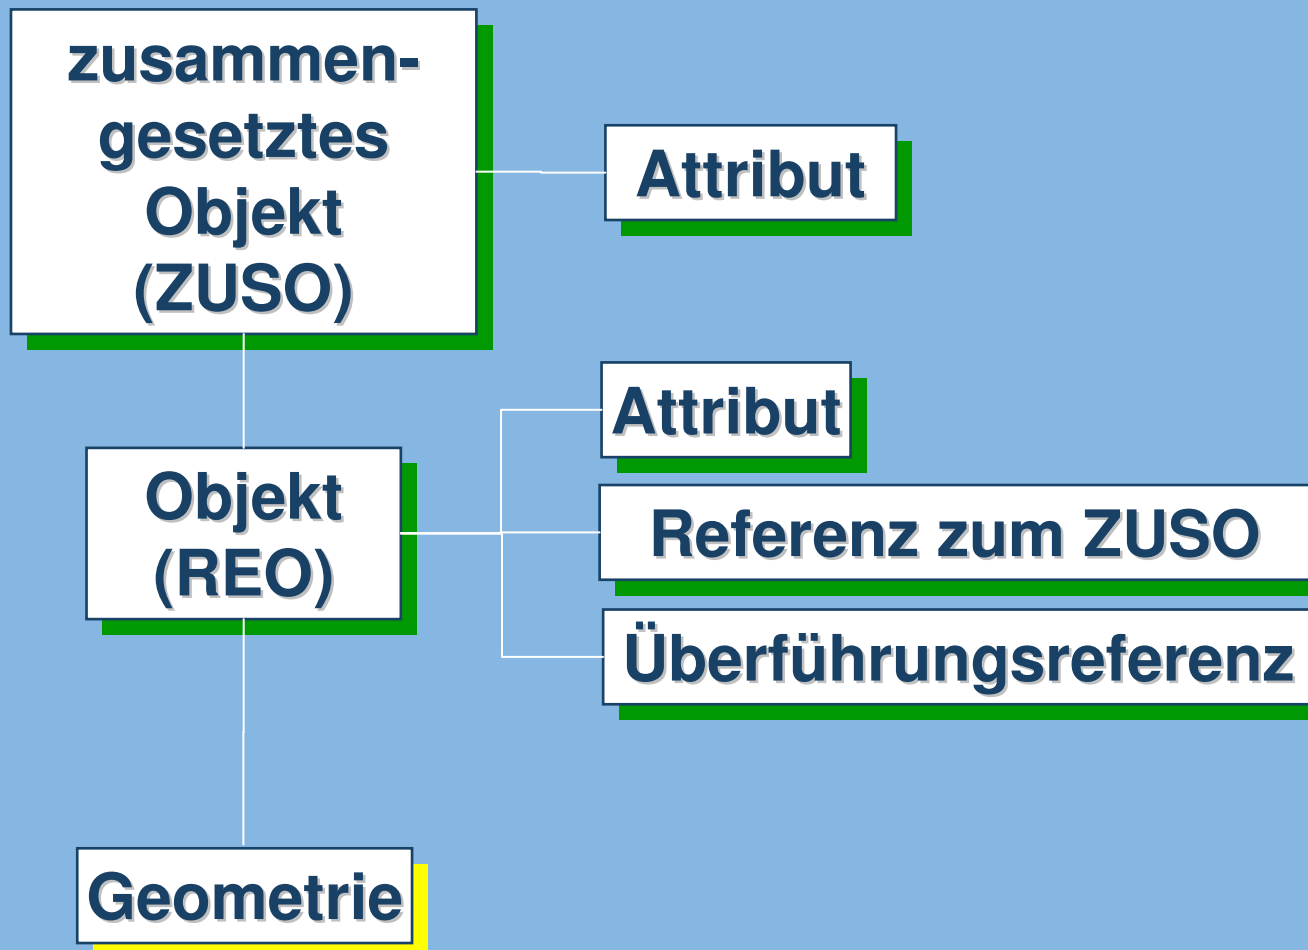 zusammen-
gesetztes
Objekt
(ZUSO)
Attribut
Attribut
Objekt
(REO)
Referenz zum ZUSO
Überführungsreferenz
Geometrie